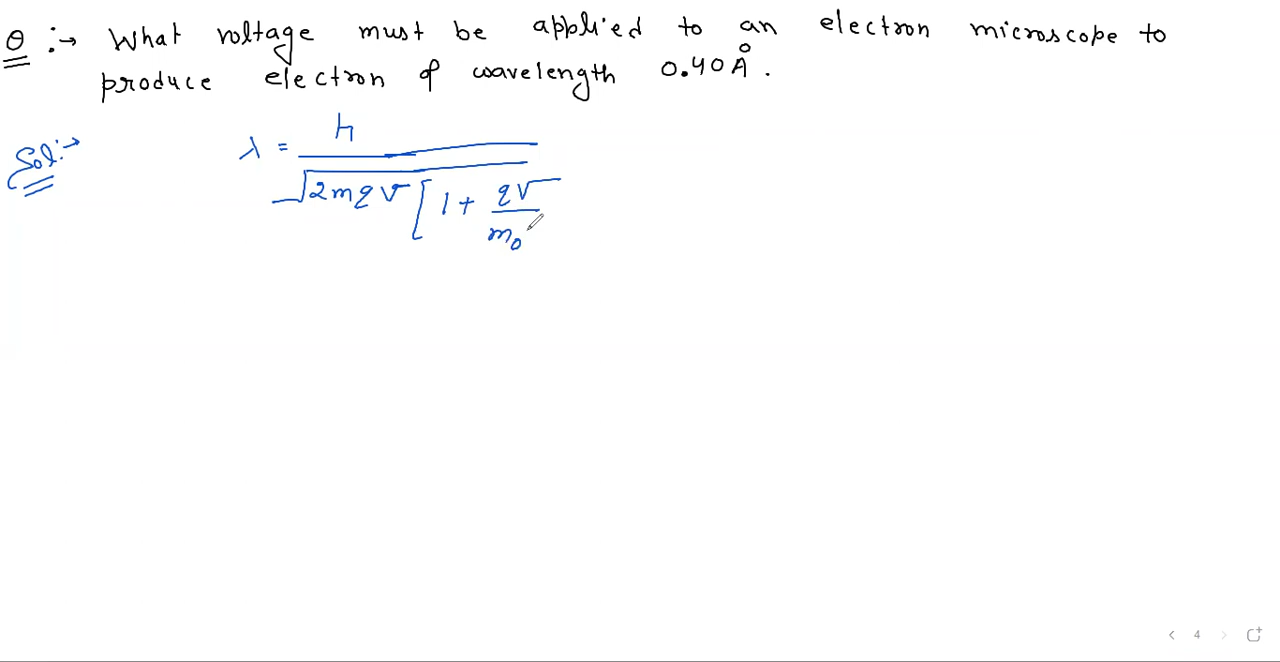 Q :→ What voltage must be applied to an electron microscope to
produce electron of wavelength 0.40 Å.
Sol:→ λ = h / √2mqV [ 1 + qV / m₀
4